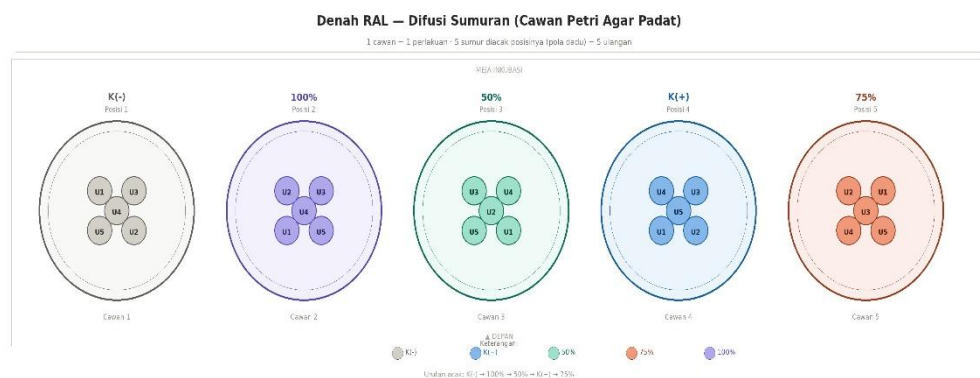 Denah RAL — Difusi Sumuran (Cawan Petri Agar Padat)
1 cawan = 1 perlakuan · 5 sumur diacak posisinya (pola dadu) = 5 ulangan
MEJA INKUBASI
K(-) 100% 50% K(+) 75%
Posisi 1 Posisi 2 Posisi 3 Posisi 4 Posisi 5
U1 U3 U2 U3 U3 U4 U4 U3 U2 U1
U4 U4 U2 U5 U3
U5 U2 U1 U5 U5 U1 U1 U2 U4 U5
Cawan 1 Cawan 2 Cawan 3 Cawan 4 Cawan 5
▲ DEPAN
Keterangan
K(-) K(+) 50% 75% 100%
Urutan acak: K(-) → 100% → 50% → K(+) → 75%